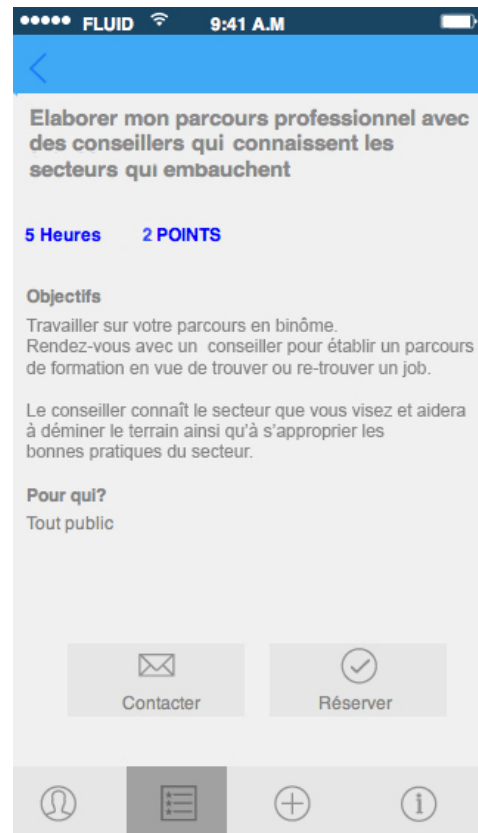 FLUID 9:41 A.M
Elaborer mon parcours professionnel avec
des conseillers qui connaissent les
secteurs qui embauchent
5 Heures 2 POINTS
Objectifs
Travailler sur votre parcours en binôme.
Rendez-vous avec un conseiller pour établir un parcours
de formation en vue de trouver ou re-trouver un job.
Le conseiller connaît le secteur que vous visez et aidera
à déminer le terrain ainsi qu'à s'approprier les
bonnes pratiques du secteur.
Pour qui?
Tout public
Contacter Réserver